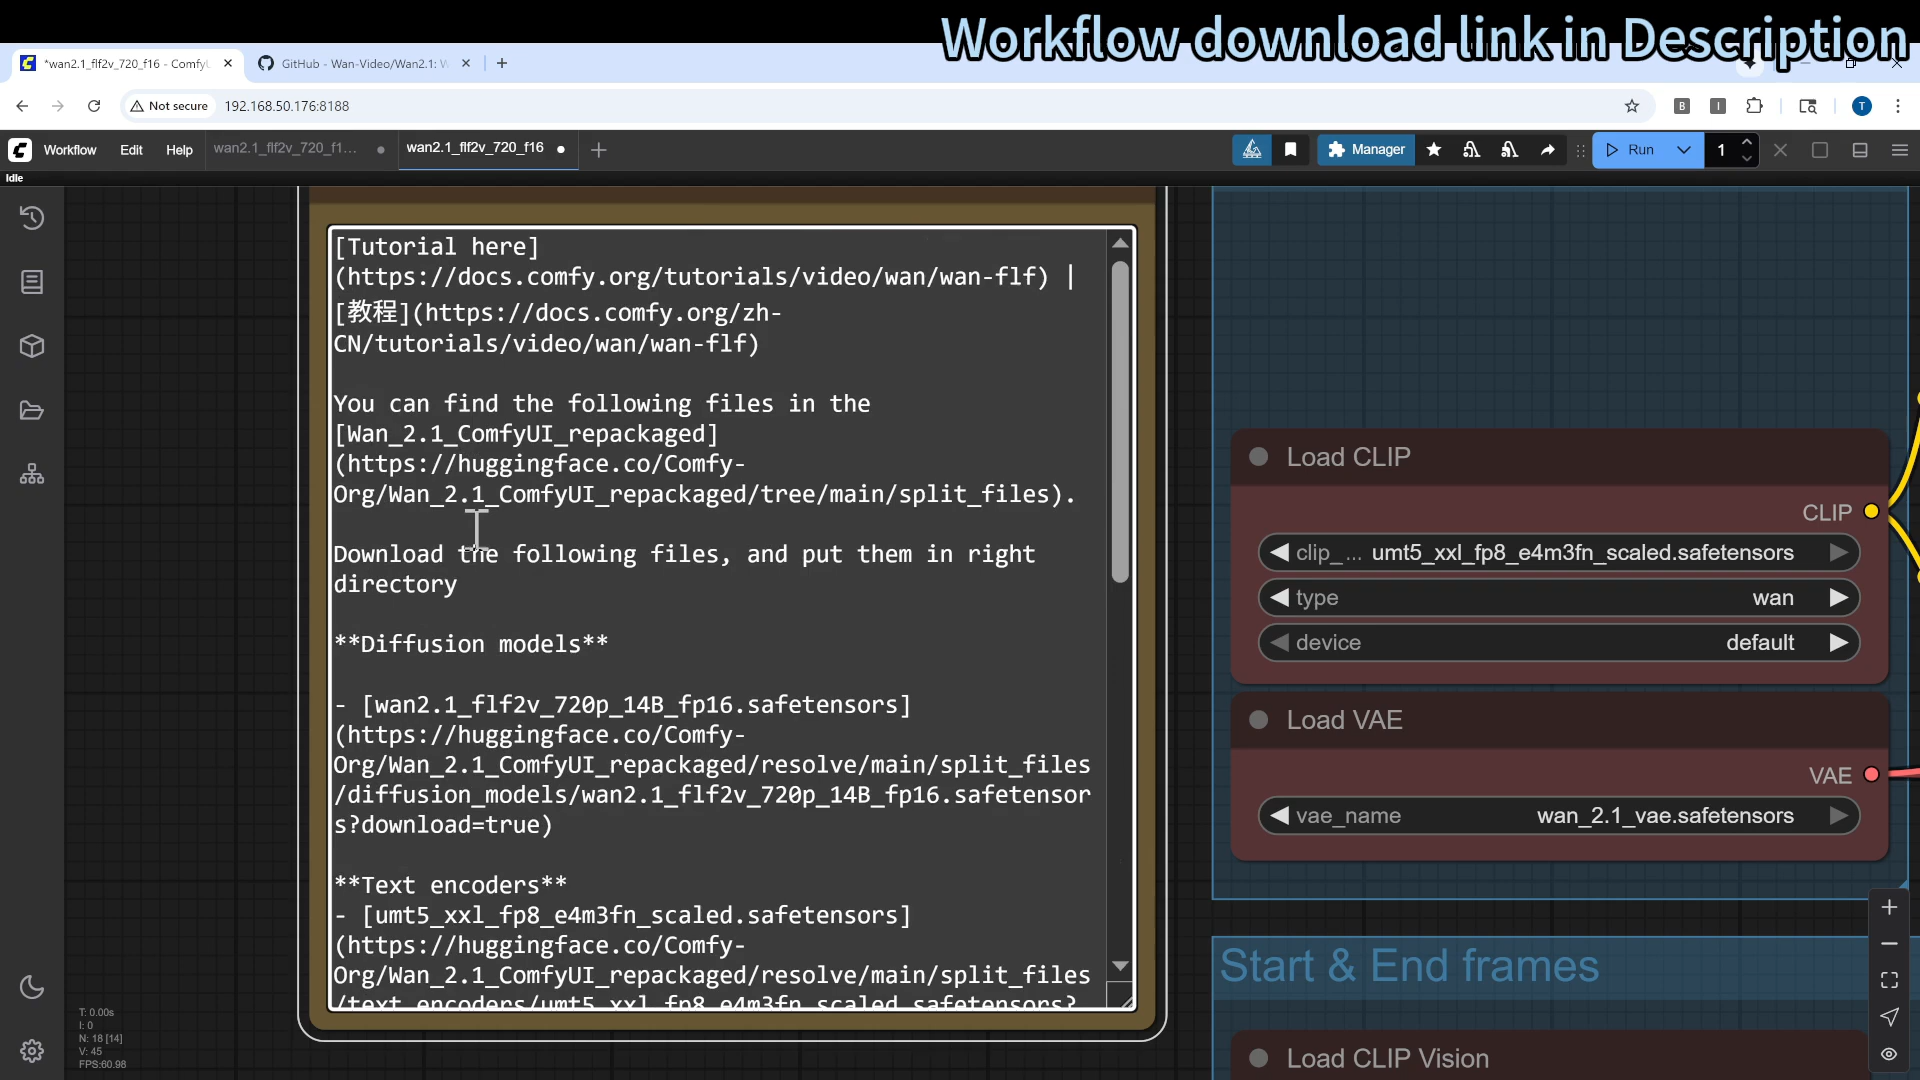 Workflow download link in Description
*wan2.1_flf2v_720_f16 - ComfyU
GitHub - Wan-Video/Wan2.1: W
Not secure
192.168.50.176:8188
B
I
T
Workflow
Edit
Help
wan2.1_flf2v_720_f1...
wan2.1_flf2v_720_f16
Manager
Run
1
Idle
[Tutorial here]
(https://docs.comfy.org/tutorials/video/wan/wan-flf) |
[教程](https://docs.comfy.org/zh-
CN/tutorials/video/wan/wan-flf)
You can find the following files in the
[Wan_2.1_ComfyUI_repackaged]
(https://huggingface.co/Comfy-
Org/Wan_2.1_ComfyUI_repackaged/tree/main/split_files).
Download the following files, and put them in right
directory
**Diffusion models**
- [wan2.1_flf2v_720p_14B_fp16.safetensors]
(https://huggingface.co/Comfy-
Org/Wan_2.1_ComfyUI_repackaged/resolve/main/split_files
/diffusion_models/wan2.1_flf2v_720p_14B_fp16.safetensor
s?download=true)
**Text encoders**
- [umt5_xxl_fp8_e4m3fn_scaled.safetensors]
(https://huggingface.co/Comfy-
Org/Wan_2.1_ComfyUI_repackaged/resolve/main/split_files
/text_encoders/umt5_xxl_fp8_e4m3fn_scaled.safetensors?
Load CLIP
CLIP
clip_... umt5_xxl_fp8_e4m3fn_scaled.safetensors
type wan
device default
Load VAE
VAE
vae_name wan_2.1_vae.safetensors
Start & End frames
Load CLIP Vision
T: 0.00s
I: 0
N: 18 [14]
V: 45
FPS:60.98